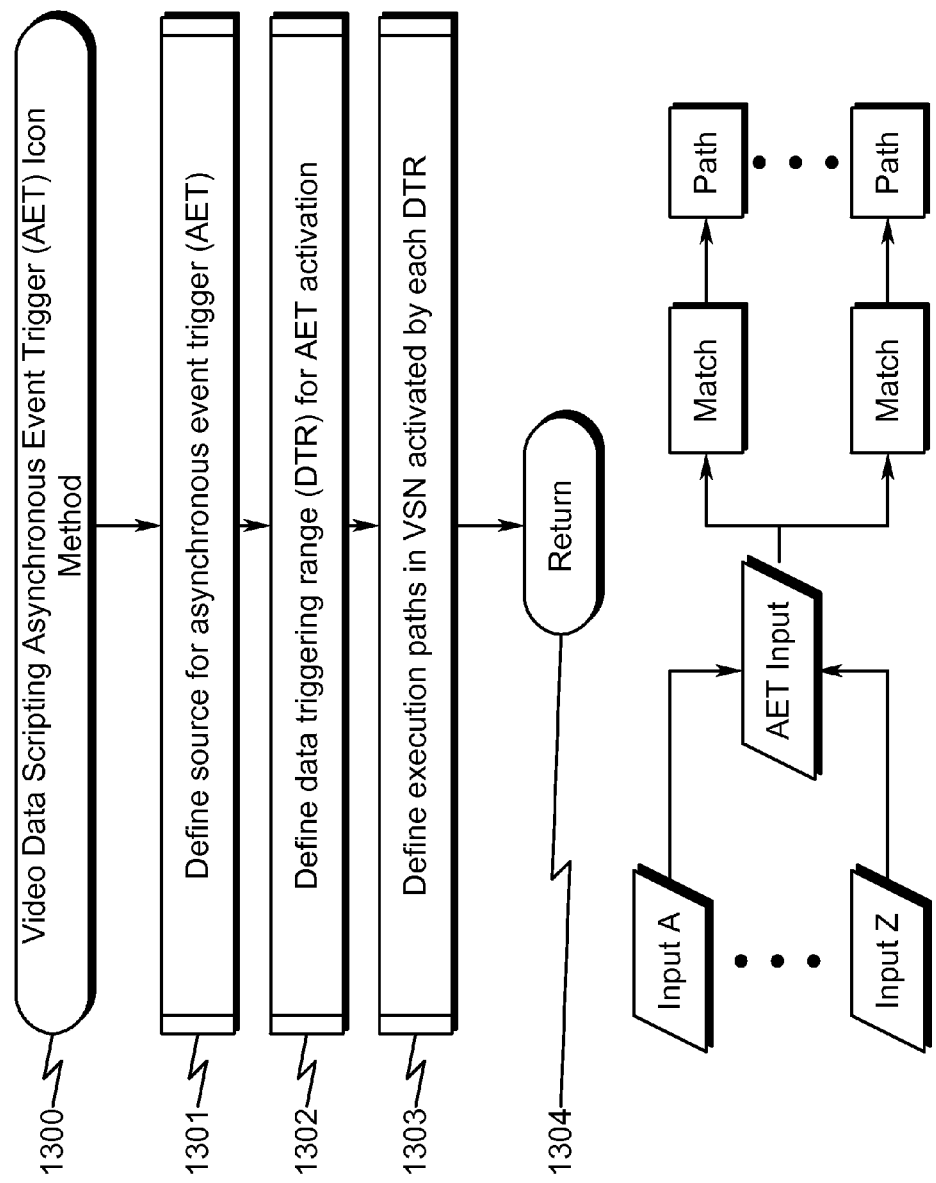 1300
Video Data Scripting Asynchronous Event Trigger (AET) Icon
Method
1301
Define source for asynchronous event trigger (AET)
1302
Define data triggering range (DTR) for AET activation
1303
Define execution paths in VSN activated by each DTR
1304
Return
Input A
Input Z
AET Input
Match
Path
Match
Path